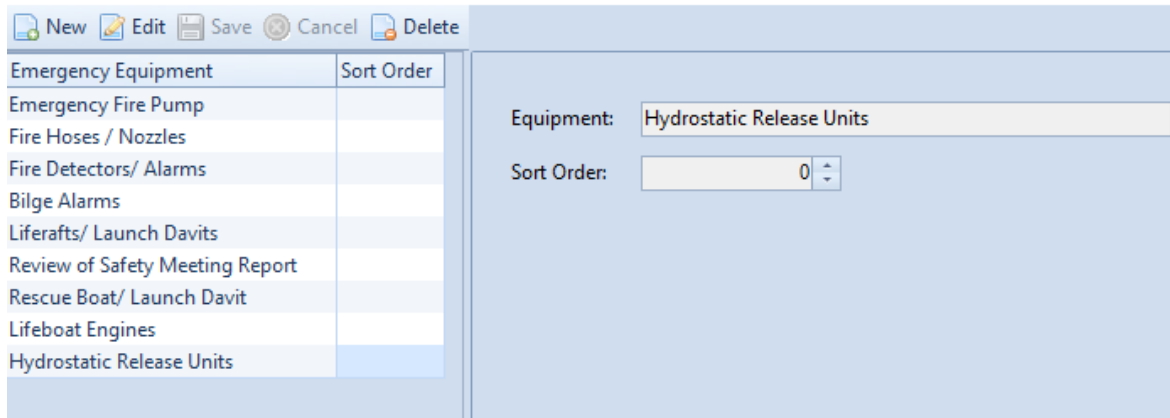 New Edit Save Cancel Delete
Emergency Equipment Sort Order
Emergency Fire Pump
Fire Hoses / Nozzles
Fire Detectors/ Alarms
Bilge Alarms
Liferafts/ Launch Davits
Review of Safety Meeting Report
Rescue Boat/ Launch Davit
Lifeboat Engines
Hydrostatic Release Units
Equipment: Hydrostatic Release Units
Sort Order: 0